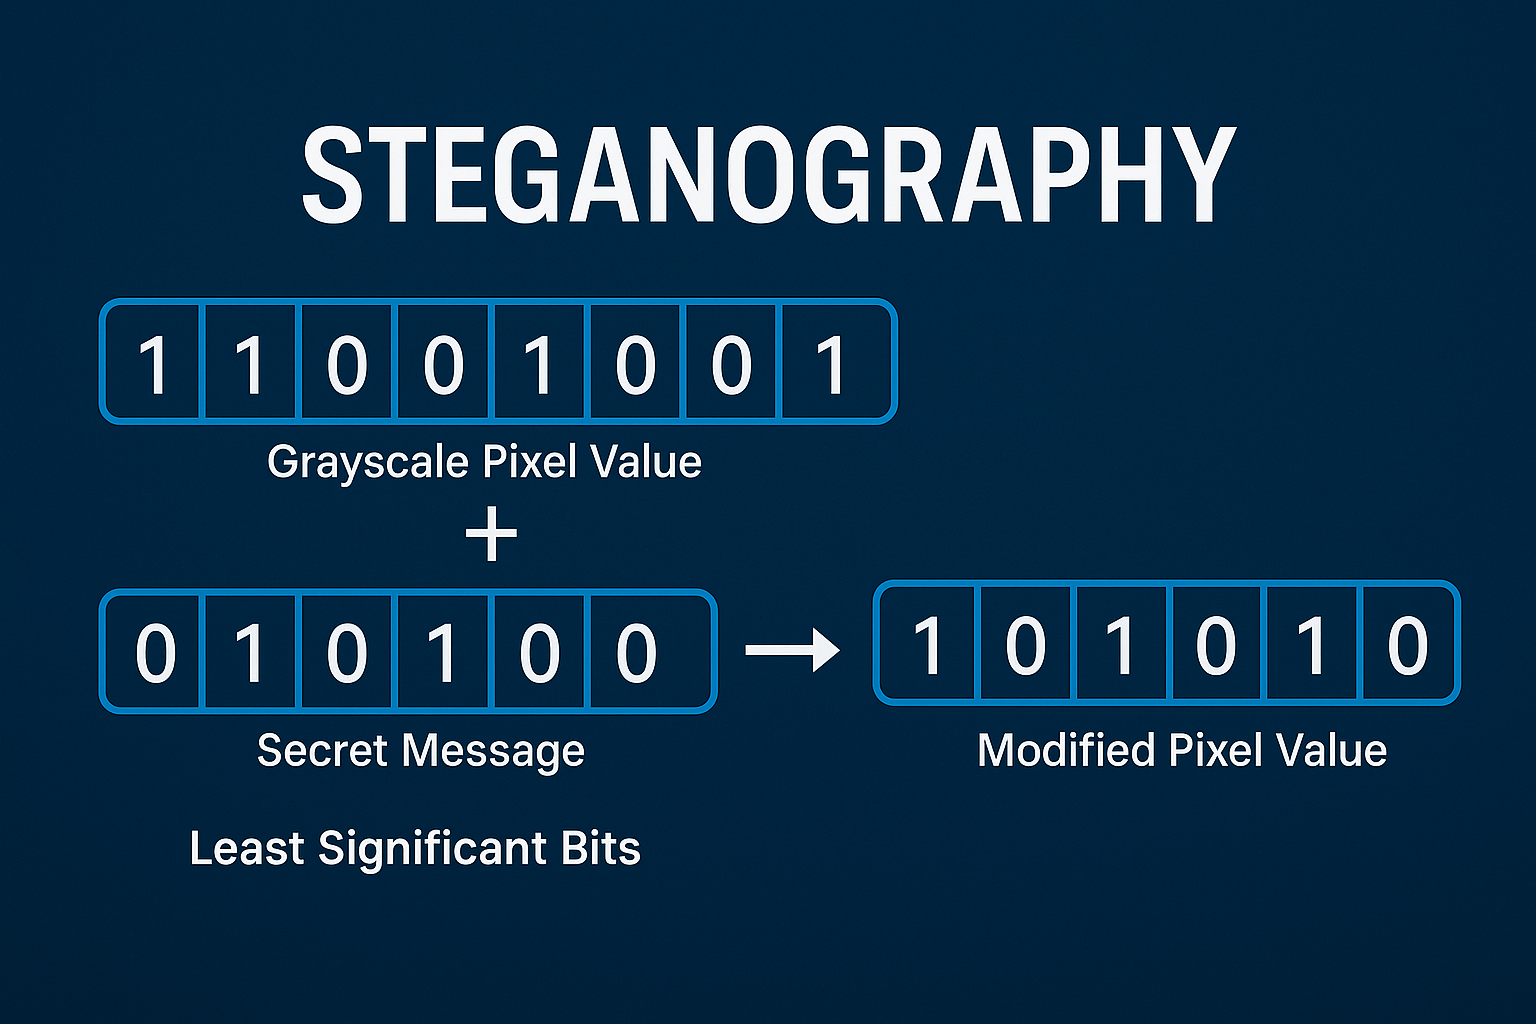 STEGANOGRAPHY
1 1 0 0 1 0 0 1
Grayscale Pixel Value
+
0 1 0 1 0 0
Secret Message
1 0 1 0 1 0
Modified Pixel Value
Least Significant Bits